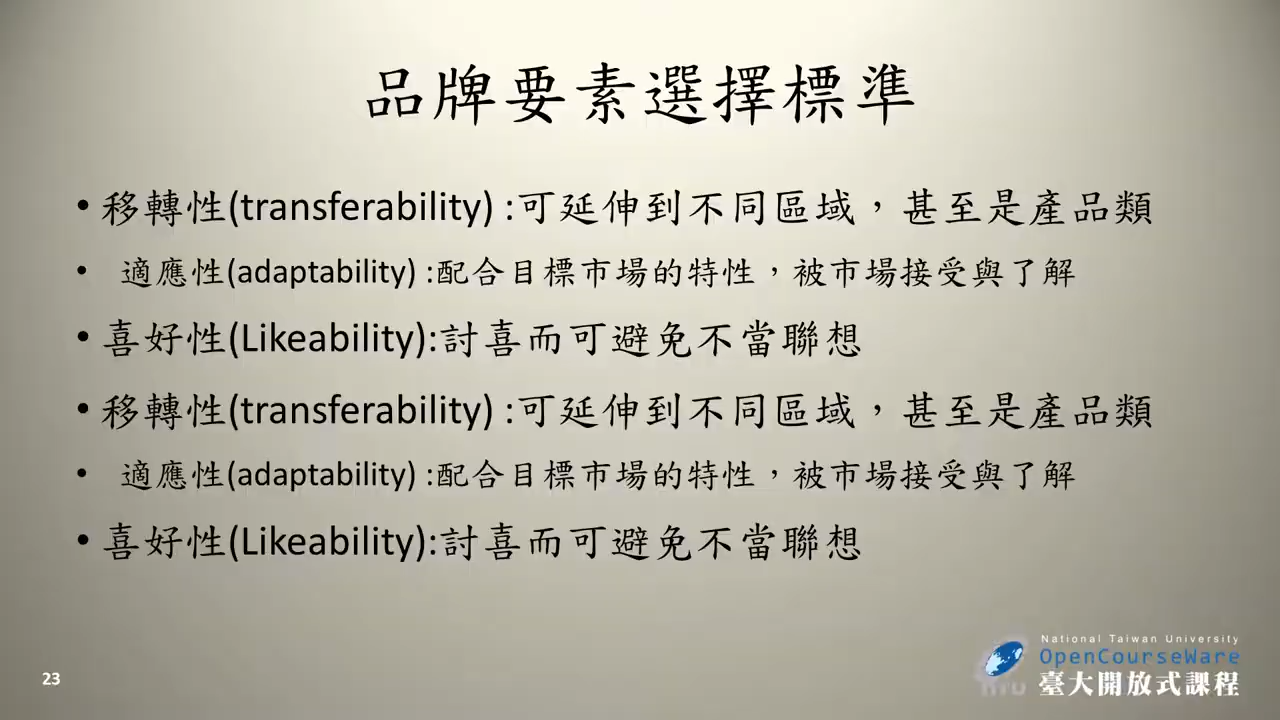 品牌要素選擇標準
• 移轉性(transferability) :可延伸到不同區域，甚至是產品類
• 適應性(adaptability) :配合目標市場的特性，被市場接受與了解
• 喜好性(Likeability):討喜而可避免不當聯想
• 移轉性(transferability) :可延伸到不同區域，甚至是產品類
• 適應性(adaptability) :配合目標市場的特性，被市場接受與了解
• 喜好性(Likeability):討喜而可避免不當聯想
23
National Taiwan University
OpenCourseWare
NTU
臺大開放式課程